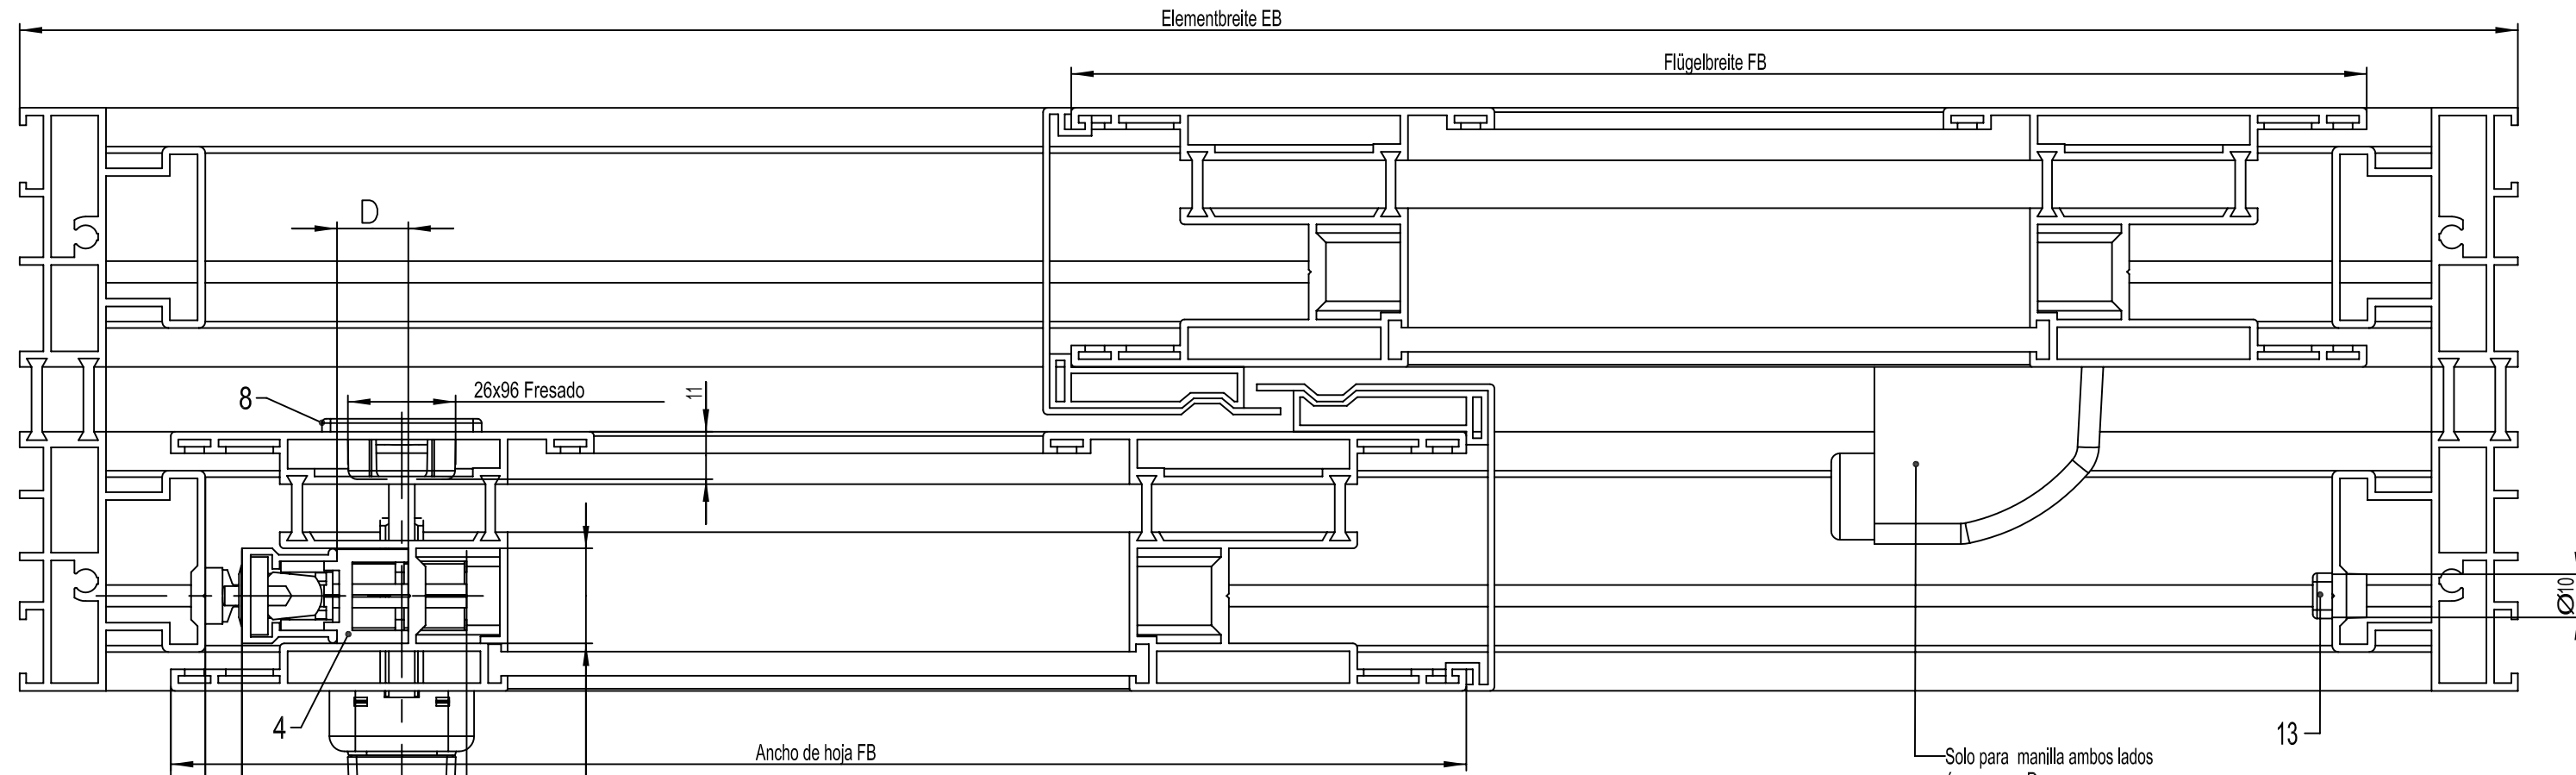 Elementbreite EB
Flügelbreite FB
D
8
26x96 Fresado
11
Ø10
4
13
Ancho de hoja FB
Solo para manilla ambos lados